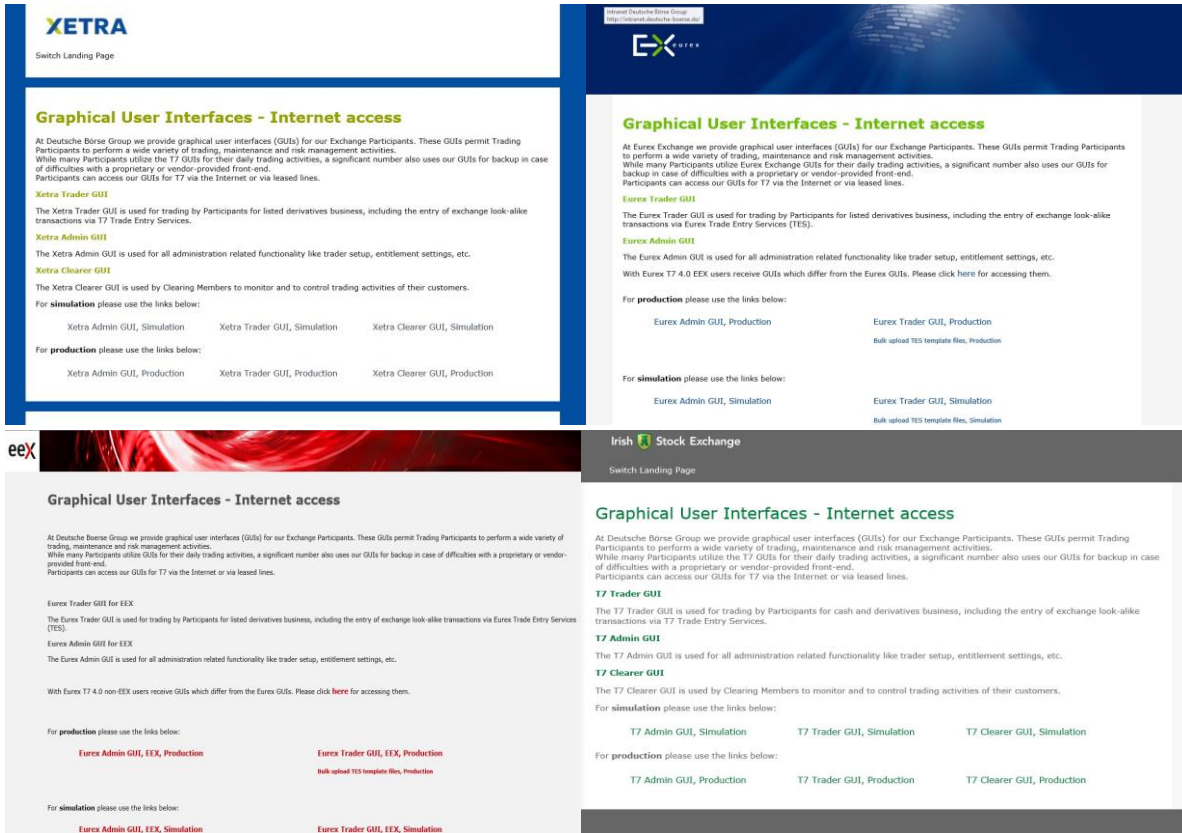 XETRA
Switch Landing Page
Graphical User Interfaces - Internet access
At Deutsche Börse Group we provide graphical user interfaces (GUIs) for our Exchange Participants. These GUIs permit Trading
Participants to perform a wide variety of trading, maintenance and risk management activities.
While many Participants utilize the T7 GUIs for their daily trading activities, a significant number also uses our GUIs for backup in case
of difficulties with a proprietary or vendor-provided front-end.
Participants can access our GUIs for T7 via the Internet or via leased lines.
Xetra Trader GUI
The Xetra Trader GUI is used for trading by Participants for listed derivatives business, including the entry of exchange look-alike
transactions via T7 Trade Entry Services.
Xetra Admin GUI
The Xetra Admin GUI is used for all administration related functionality like trader setup, entitlement settings, etc.
Xetra Clearer GUI
The Xetra Clearer GUI is used by Clearing Members to monitor and to control trading activities of their customers.
For simulation please use the links below:
Xetra Admin GUI, Simulation Xetra Trader GUI, Simulation Xetra Clearer GUI, Simulation
For production please use the links below:
Xetra Admin GUI, Production Xetra Trader GUI, Production Xetra Clearer GUI, Production
Intranet Deutsche Börse Group
http://intranet.deutsche-boerse.de/
EX eurex
Graphical User Interfaces - Internet access
At Eurex Exchange we provide graphical user interfaces (GUIs) for our Exchange Participants. These GUIs permit Trading Participants
to perform a wide variety of trading, maintenance and risk management activities.
While many Participants utilize Eurex Exchange GUIs for their daily trading activities, a significant number also uses our GUIs for
backup in case of difficulties with a proprietary or vendor-provided front-end.
Participants can access our GUIs for T7 via the Internet or via leased lines.
Eurex Trader GUI
The Eurex Trader GUI is used for trading by Participants for listed derivatives business, including the entry of exchange look-alike
transactions via Eurex Trade Entry Services (TES).
Eurex Admin GUI
The Eurex Admin GUI is used for all administration related functionality like trader setup, entitlement settings, etc.
With Eurex T7 4.0 EEX users receive GUIs which differ from the Eurex GUIs. Please click here for accessing them.
For production please use the links below:
Eurex Admin GUI, Production Eurex Trader GUI, Production
Bulk upload TES template files, Production
For simulation please use the links below:
Eurex Admin GUI, Simulation Eurex Trader GUI, Simulation
Bulk upload TES template files, Simulation
eex
Graphical User Interfaces - Internet access
At Deutsche Boerse Group we provide graphical user interfaces (GUIs) for our Exchange Participants. These GUIs permit Trading Participants to perform a wide variety of
trading, maintenance and risk management activities.
While many Participants utilize GUIs for their daily trading activities, a significant number also uses our GUIs for backup in case of difficulties with a proprietary or vendor-
provided front-end.
Participants can access our GUIs for T7 via the Internet or via leased lines.
Eurex Trader GUI for EEX
The Eurex Trader GUI is used for trading by Participants for listed derivatives business, including the entry of exchange look-alike transactions via Eurex Trade Entry Services
(TES).
Eurex Admin GUI for EEX
The Eurex Admin GUI is used for all administration related functionality like trader setup, entitlement settings, etc.
With Eurex T7 4.0 non-EEX users receive GUIs which differ from the Eurex GUIs. Please click here for accessing them.
For production please use the links below:
Eurex Admin GUI, EEX, Production Eurex Trader GUI, EEX, Production
Bulk upload TES template files, Production
For simulation please use the links below:
Eurex Admin GUI, EEX, Simulation Eurex Trader GUI, EEX, Simulation
Irish Stock Exchange
Switch Landing Page
Graphical User Interfaces - Internet access
At Deutsche Börse Group we provide graphical user interfaces (GUIs) for our Exchange Participants. These GUIs permit Trading
Participants to perform a wide variety of trading, maintenance and risk management activities.
While many Participants utilize the T7 GUIs for their daily trading activities, a significant number also uses our GUIs for backup in case
of difficulties with a proprietary or vendor-provided front-end.
Participants can access our GUIs for T7 via the Internet or via leased lines.
T7 Trader GUI
The T7 Trader GUI is used for trading by Participants for cash and derivatives business, including the entry of exchange look-alike
transactions via T7 Trade Entry Services.
T7 Admin GUI
The T7 Admin GUI is used for all administration related functionality like trader setup, entitlement settings, etc.
T7 Clearer GUI
The T7 Clearer GUI is used by Clearing Members to monitor and to control trading activities of their customers.
For simulation please use the links below:
T7 Admin GUI, Simulation T7 Trader GUI, Simulation T7 Clearer GUI, Simulation
For production please use the links below:
T7 Admin GUI, Production T7 Trader GUI, Production T7 Clearer GUI, Production